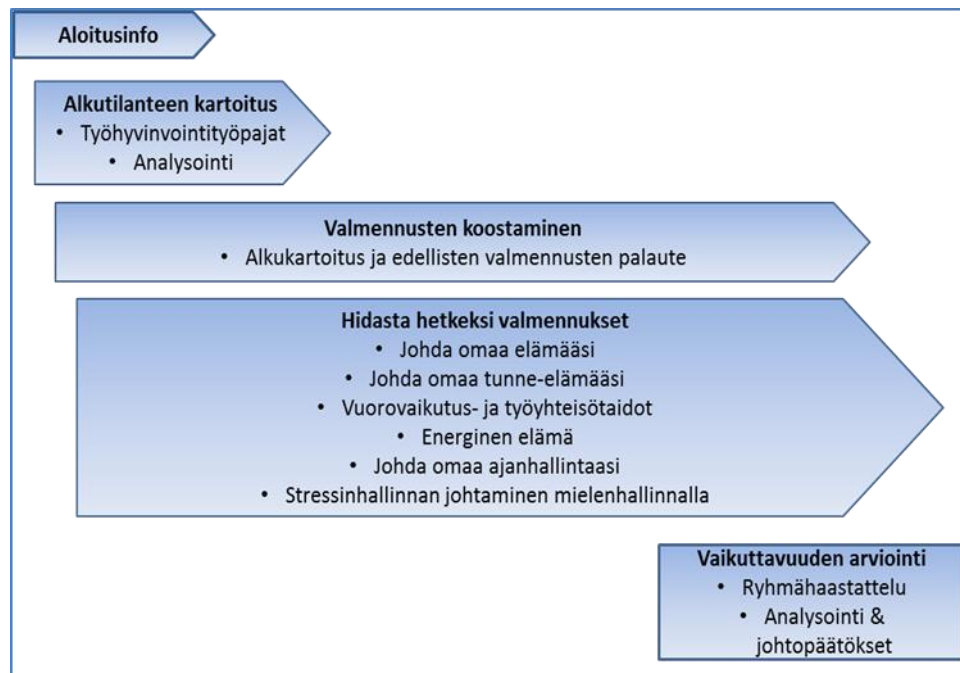 Aloitusinfo
Alkutilanteen kartoitus
• Työhyvinvointityöpajat
• Analysointi
Valmennusten koostaminen
• Alkukartoitus ja edellisten valmennusten palaute
Hidasta hetkeksi valmennukset
• Johda omaa elämääsi
• Johda omaa tunne-elämääsi
• Vuorovaikutus- ja työyhteisötaidot
• Energinen elämä
• Johda omaa ajanhallintaasi
• Stressinhallinnan johtaminen mielenhallinnalla
Vaikuttavuuden arviointi
• Ryhmähaastattelu
• Analysointi &
johtopäätökset